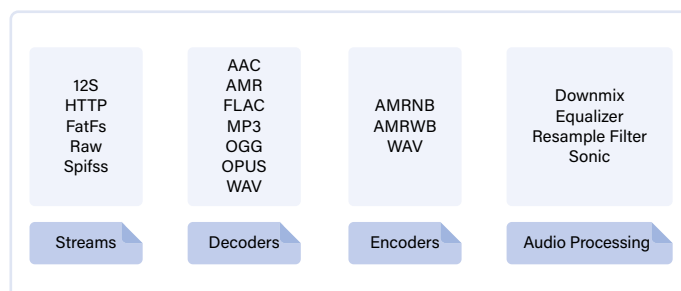 12S
HTTP
FatFs
Raw
Spifss
Streams
AAC
AMR
FLAC
MP3
OGG
OPUS
WAV
Decoders
AMRNB
AMRWB
WAV
Encoders
Downmix
Equalizer
Resample Filter
Sonic
Audio Processing